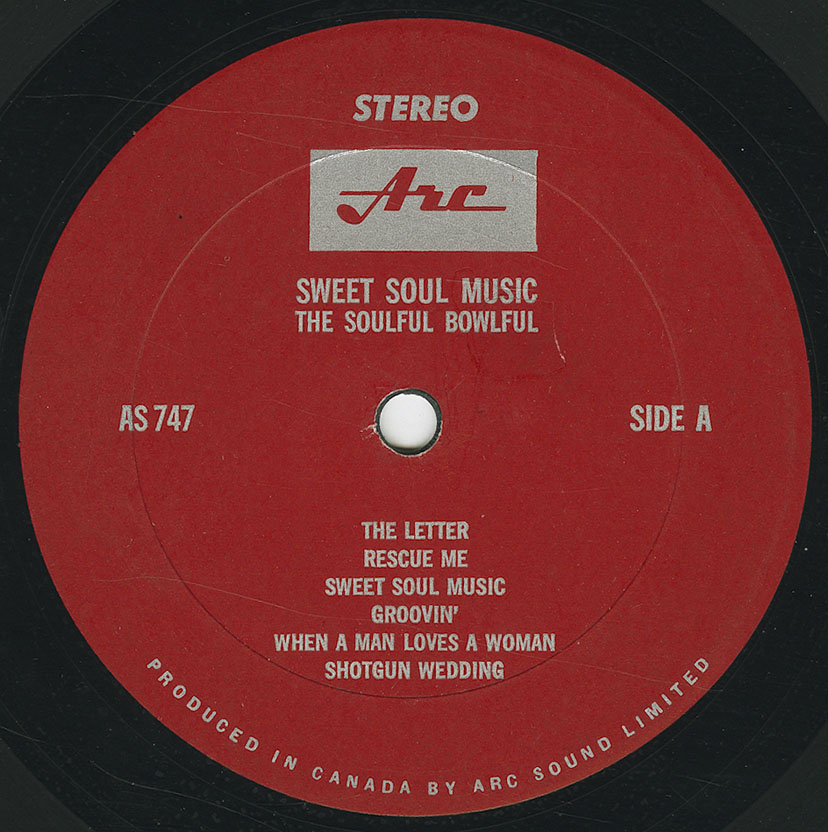 STEREO
Arc
SWEET SOUL MUSIC
THE SOULFUL BOWLFUL
AS 747
SIDE A
THE LETTER
RESCUE ME
SWEET SOUL MUSIC
GROOVIN'
WHEN A MAN LOVES A WOMAN
SHOTGUN WEDDING
PRODUCED IN CANADA BY ARC SOUND LIMITED